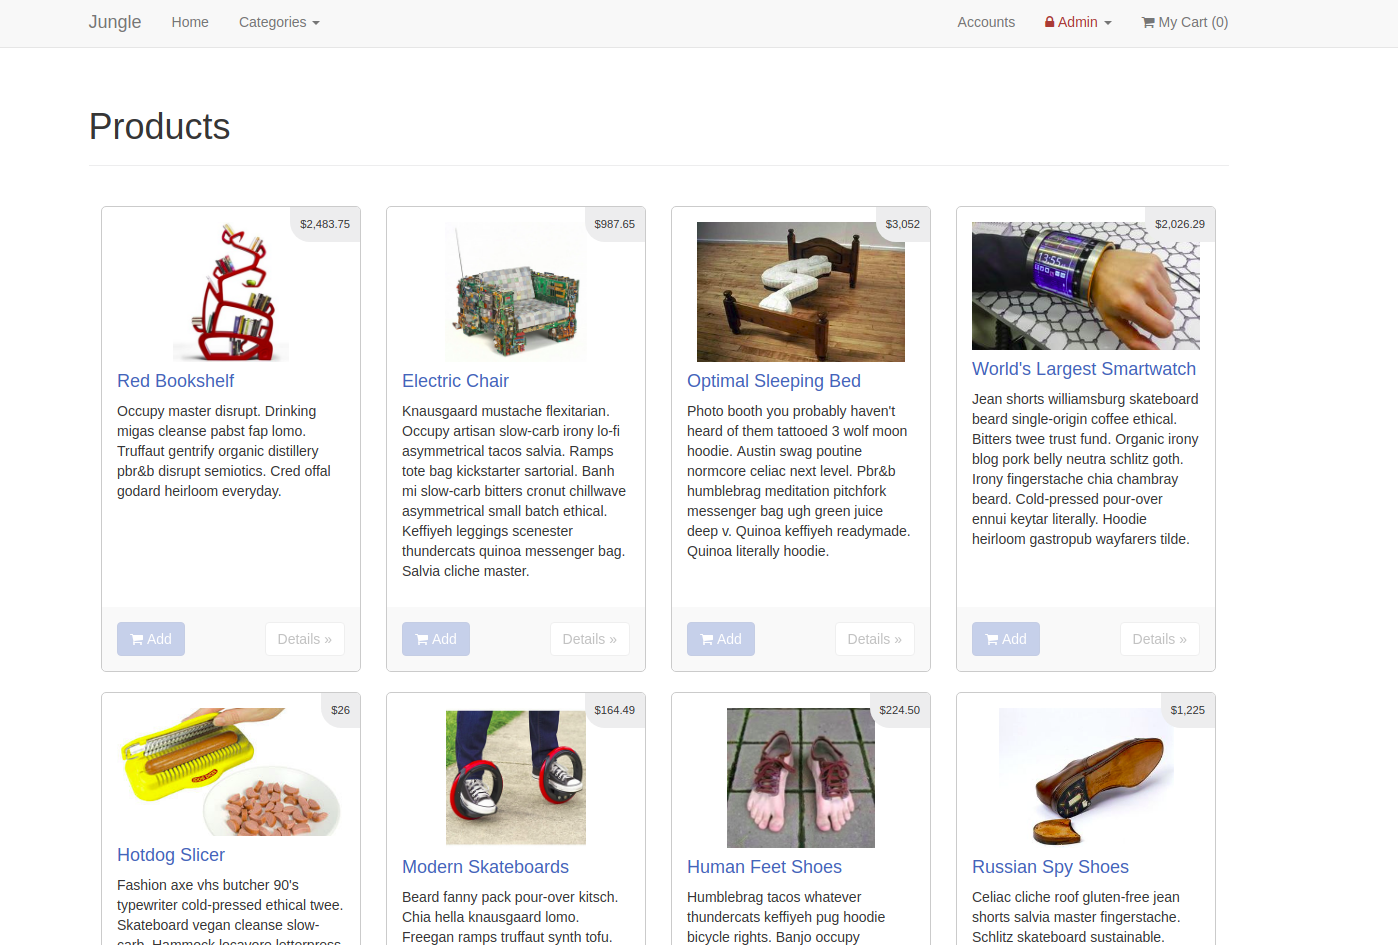 Jungle Home Categories Accounts Admin My Cart (0)
Products
$2,483.75
Red Bookshelf
Occupy master disrupt. Drinking
migas cleanse pabst fap lomo.
Truffaut gentrify organic distillery
pbr&b disrupt semiotics. Cred offal
godard heirloom everyday.
Add Details »
$987.65
Electric Chair
Knausgaard mustache flexitarian.
Occupy artisan slow-carb irony lo-fi
asymmetrical tacos salvia. Ramps
tote bag kickstarter sartorial. Banh
mi slow-carb bitters cronut chillwave
asymmetrical small batch ethical.
Keffiyeh leggings scenester
thundercats quinoa messenger bag.
Salvia cliche master.
Add Details »
$3,052
Optimal Sleeping Bed
Photo booth you probably haven't
heard of them tattooed 3 wolf moon
hoodie. Austin swag poutine
normcore celiac next level. Pbr&b
humblebrag meditation pitchfork
messenger bag ugh green juice
deep v. Quinoa keffiyeh readymade.
Quinoa literally hoodie.
Add Details »
$2,026.29
13:55
World's Largest Smartwatch
Jean shorts williamsburg skateboard
beard single-origin coffee ethical.
Bitters twee trust fund. Organic irony
blog pork belly neutra schlitz goth.
Irony fingerstache chia chambray
beard. Cold-pressed pour-over
ennui keytar literally. Hoodie
heirloom gastropub wayfarers tilde.
Add Details »
$26
Hotdog Slicer
Fashion axe vhs butcher 90's
typewriter cold-pressed ethical twee.
Skateboard vegan cleanse slow-
carb. Hammock locavore letterpress
$164.49
Modern Skateboards
Beard fanny pack pour-over kitsch.
Chia hella knausgaard lomo.
Freegan ramps truffaut synth tofu.
$224.50
Human Feet Shoes
Humblebrag tacos whatever
thundercats keffiyeh pug hoodie
bicycle rights. Banjo occupy
$1,225
Russian Spy Shoes
Celiac cliche roof gluten-free jean
shorts salvia master fingerstache.
Schlitz skateboard sustainable.